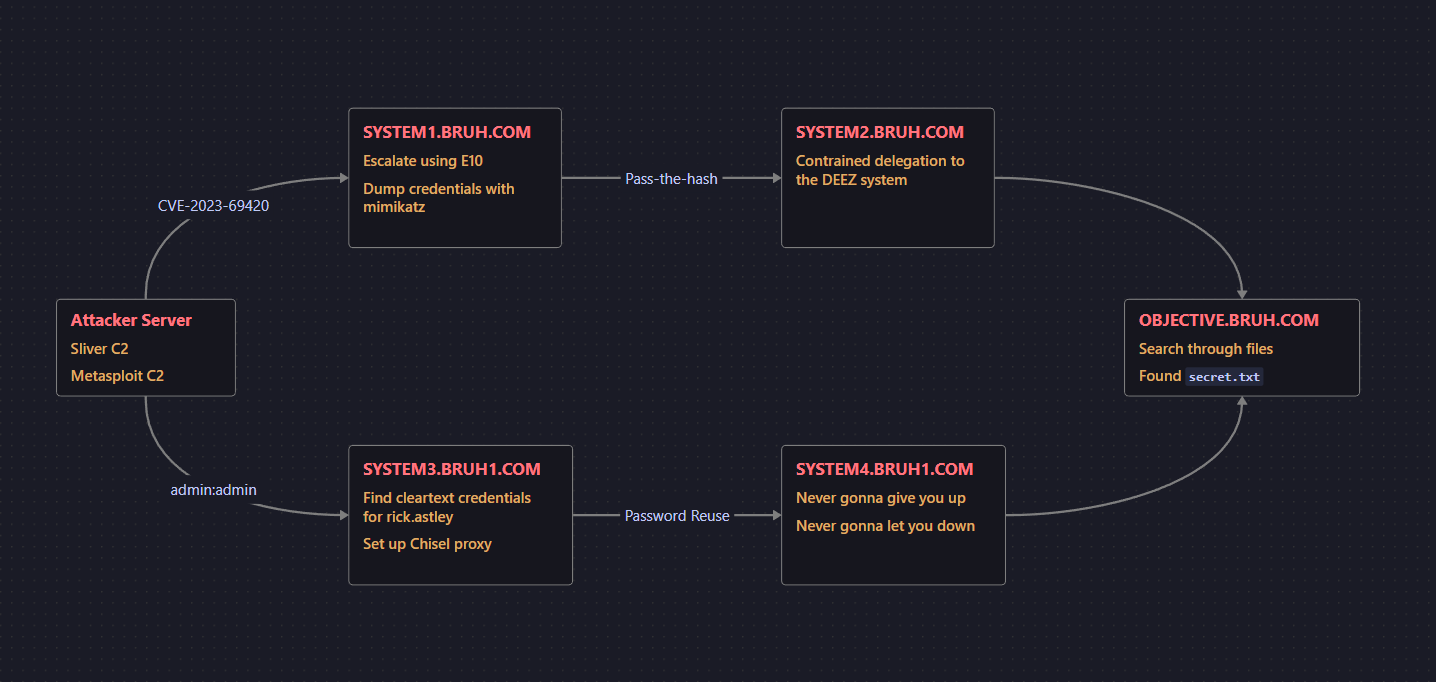 SYSTEM1.BRUH.COM
Escalate using E10
Dump credentials with
mimikatz
Pass-the-hash
SYSTEM2.BRUH.COM
Contrained delegation to
the DEEZ system
CVE-2023-69420
Attacker Server
Sliver C2
Metasploit C2
OBJECTIVE.BRUH.COM
Search through files
Found secret.txt
admin:admin
SYSTEM3.BRUH1.COM
Find cleartext credentials
for rick.astley
Set up Chisel proxy
Password Reuse
SYSTEM4.BRUH1.COM
Never gonna give you up
Never gonna let you down